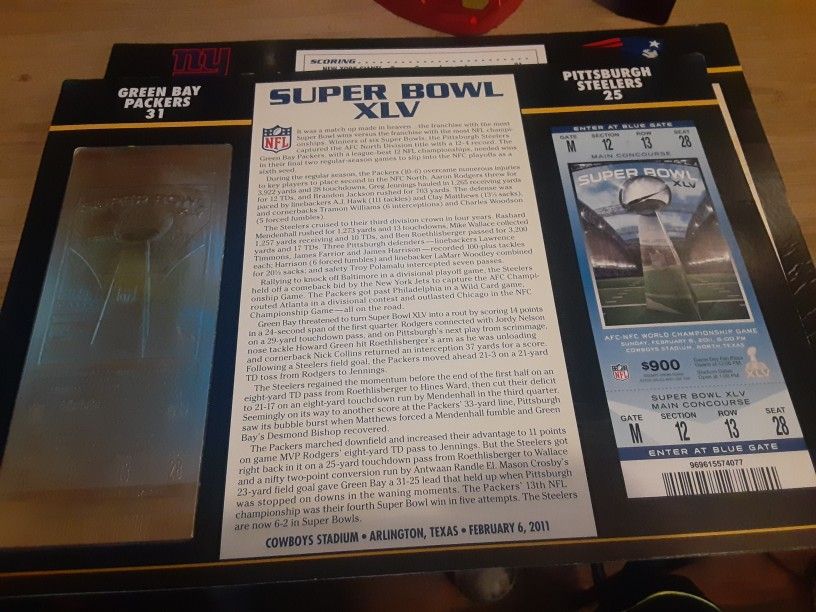 NY
SCORING
GREEN BAY
PACKERS
31
SUPER BOWL
XLV
PITTSBURGH
STEELERS
25
NFL
It was a match up made in heaven — the franchise with the most
Super Bowl wins versus the franchise with the most NFL champi-
onships. Winners of six Super Bowls, the Pittsburgh Steelers
captured the AFC North Division title with a 12-4 record. The
Green Bay Packers, with a league-best 12 NFL championships, needed wins
in their final two regular-season games to slip into the NFC playoffs as a
sixth seed.
During the regular season, the Packers (10-6) overcame numerous injuries
to key players to place second in the NFC North. Aaron Rodgers threw for
3,922 yards and 28 touchdowns, Greg Jennings hauled in 1,265 receiving yards
for 12 TDs, and Brandon Jackson rushed for 703 yards. The defense was
paced by linebackers A.J. Hawk (111 tackles) and Clay Matthews (13½ sacks),
and cornerbacks Tramon Williams (6 interceptions) and Charles Woodson
(5 forced fumbles).
The Steelers cruised to their third division crown in four years. Rashard
Mendenhall rushed for 1,273 yards and 13 touchdowns, Mike Wallace collected
1,257 yards receiving and 10 TDs, and Ben Roethlisberger passed for 3,200
yards and 17 TDs. Three Pittsburgh defenders — linebackers Lawrence
Timmons, James Farrior and James Harrison — recorded 100-plus tackles
each; Harrison (6 forced fumbles) and linebacker LaMarr Woodley combined
for 20½ sacks; and safety Troy Polamalu intercepted seven passes.
Rallying to knock off Baltimore in a divisional playoff game, the Steelers
held off a comeback bid by the New York Jets to capture the AFC Champi-
onship Game. The Packers got past Philadelphia in a Wild Card game,
routed Atlanta in a divisional contest and outlasted Chicago in the NFC
Championship Game — all on the road.
Green Bay threatened to turn Super Bowl XLV into a rout by scoring 14 points
in a 24-second span of the first quarter. Rodgers connected with Jordy Nelson
on a 29-yard touchdown pass, and on Pittsburgh's next play from scrimmage,
nose tackle Howard Green hit Roethlisberger's arm as he was unloading
and cornerback Nick Collins returned an interception 37 yards for a score.
Following a Steelers field goal, the Packers moved ahead 21-3 on a 21-yard
TD toss from Rodgers to Jennings.
The Steelers regained the momentum before the end of the first half on an
eight-yard TD pass from Roethlisberger to Hines Ward, then cut their deficit
to 21-17 on an eight-yard touchdown run by Mendenhall in the third quarter.
Seemingly on its way to another score at the Packers' 33-yard line, Pittsburgh
saw its bubble burst when Matthews forced a Mendenhall fumble and Green
Bay's Desmond Bishop recovered.
The Packers marched downfield and increased their advantage to 11 points
on game MVP Rodgers' eight-yard TD pass to Jennings. But the Steelers got
right back in it on a 25-yard touchdown pass from Roethlisberger to Wallace
and a nifty two-point conversion run by Antwaan Randle El. Mason Crosby's
23-yard field goal gave Green Bay a 31-25 lead that held up when Pittsburgh
was stopped on downs in the waning moments. The Packers' 13th NFL
championship was their fourth Super Bowl win in five attempts. The Steelers
are now 6-2 in Super Bowls.
COWBOYS STADIUM • ARLINGTON, TEXAS • FEBRUARY 6, 2011
ENTER AT BLUE GATE
GATE SECTION ROW SEAT
M 12 13 28
MAIN CONCOURSE
SUPER BOWL
XLV
AFC-NFC WORLD CHAMPIONSHIP GAME
SUNDAY, FEBRUARY 6, 2011, 5:00 PM
COWBOYS STADIUM, NORTH TEXAS
NFL $900
SUPER BOWL XLV
MAIN CONCOURSE
GATE SECTION ROW SEAT
M 12 13 28
ENTER AT BLUE GATE
969615574077